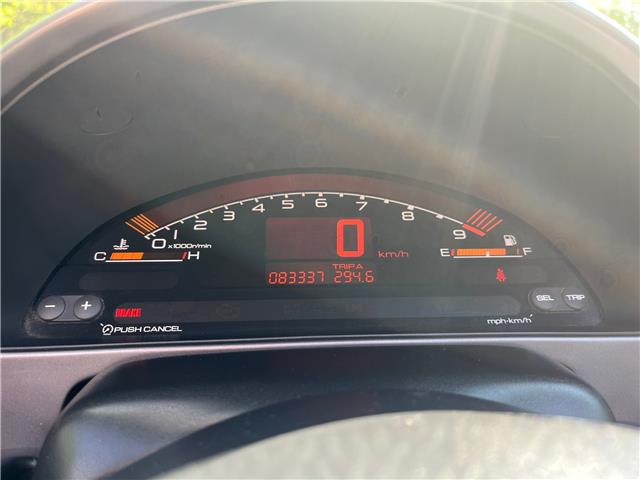 0 1 2 3 4 5 6 7 8 9
x1000r/min
0 km/h
C H
E F
TRIP A
083337 294.6
- +
BRAKE
SEL TRIP
PUSH CANCEL
mph-km/h